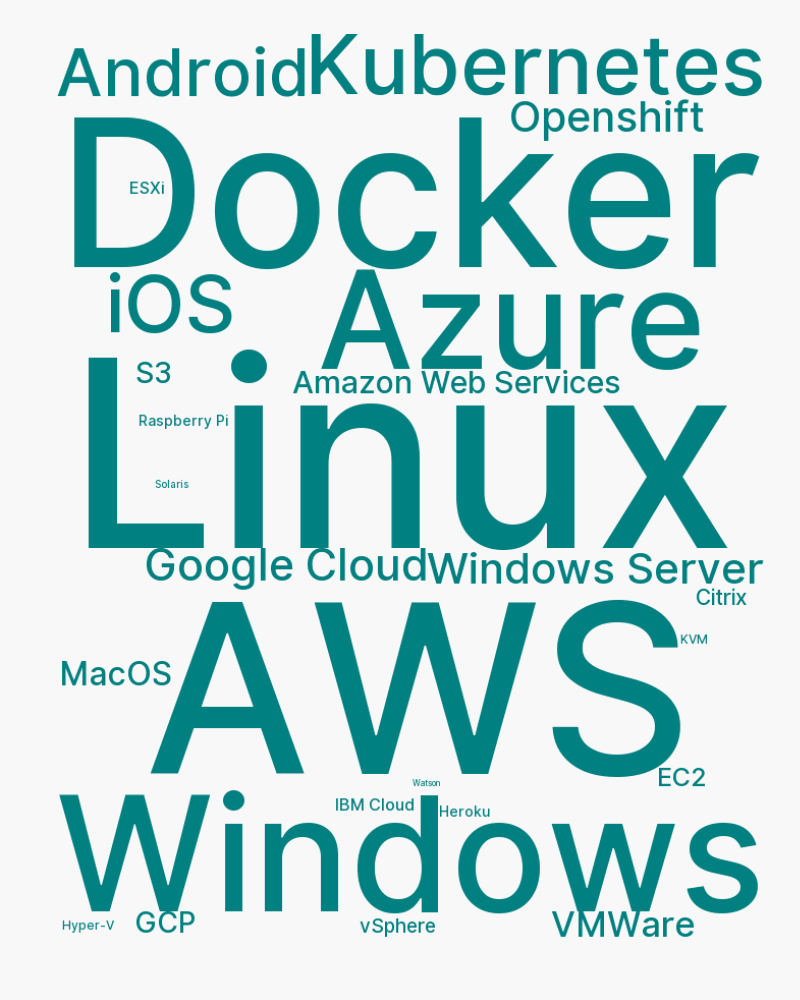 Android
Kubernetes
Openshift
Docker
ESXi
iOS
Azure
S3
Amazon Web Services
Linux
Raspberry Pi
Solaris
Google Cloud
Windows Server
Citrix
AWS
KVM
MacOS
EC2
Watson
Windows
IBM Cloud
Heroku
Hyper-V
GCP
vSphere
VMWare